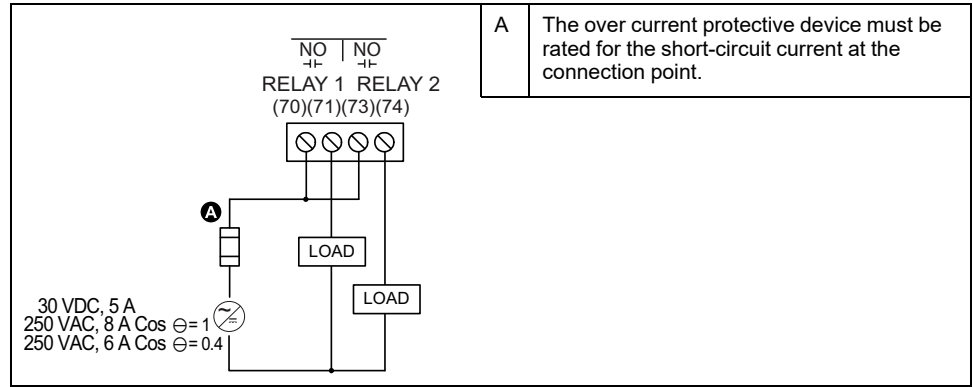 NO | NO
RELAY 1 RELAY 2
(70)(71)(73)(74)
A
LOAD
LOAD
30 VDC, 5 A
250 VAC, 8 A Cos ⊖= 1
250 VAC, 6 A Cos ⊖= 0.4
A
The over current protective device must be
rated for the short-circuit current at the
connection point.